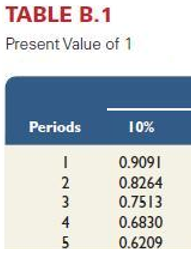 TABLE B.1
Present Value of 1
Periods 10%
1 0.9091
2 0.8264
3 0.7513
4 0.6830
5 0.6209